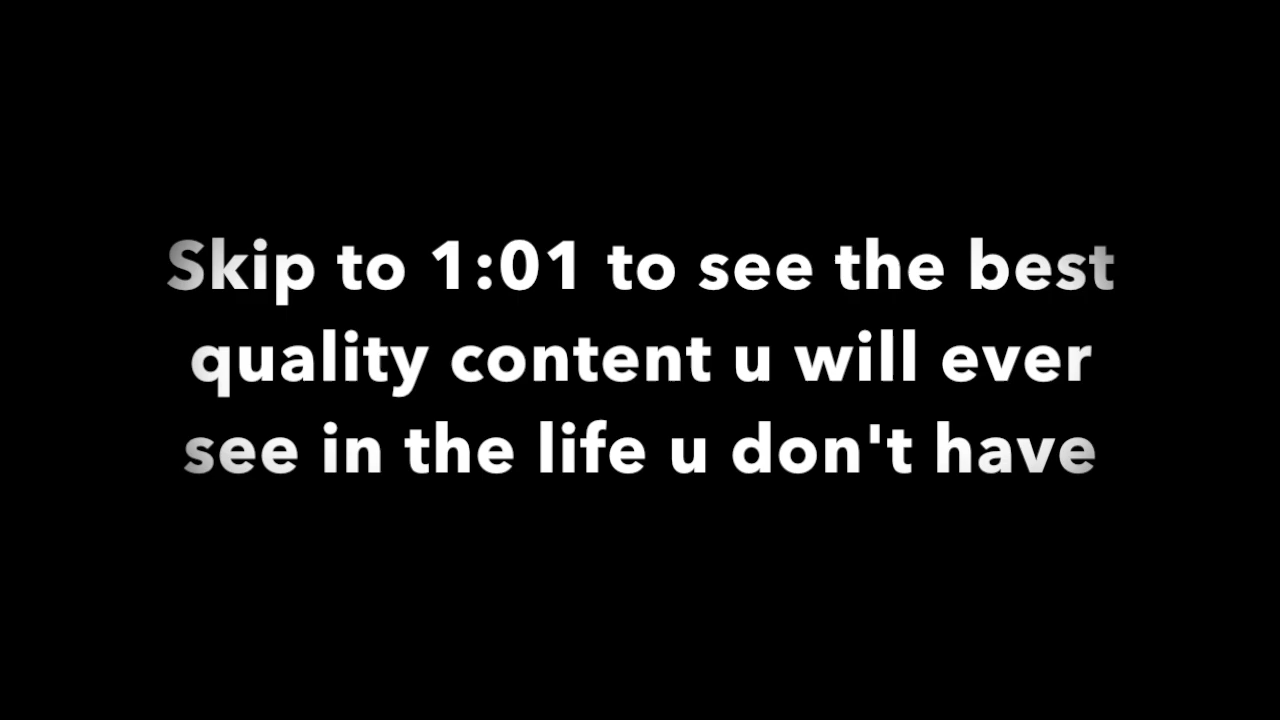 Skip to 1:01 to see the best
quality content u will ever
see in the life u don't have